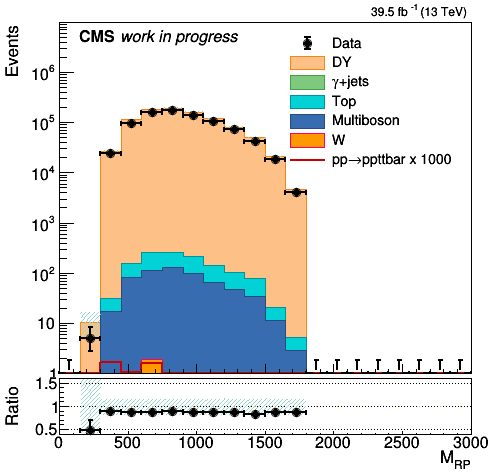 39.5 fb⁻¹ (13 TeV)
CMS work in progress
Events
Data
DY
γ+jets
Top
Multiboson
W
pp→ppttbar x 1000
10⁶
10⁵
10⁴
10³
10²
10
1
Ratio
1.5
1
0.5
0 500 1000 1500 2000 2500 3000
M_RP